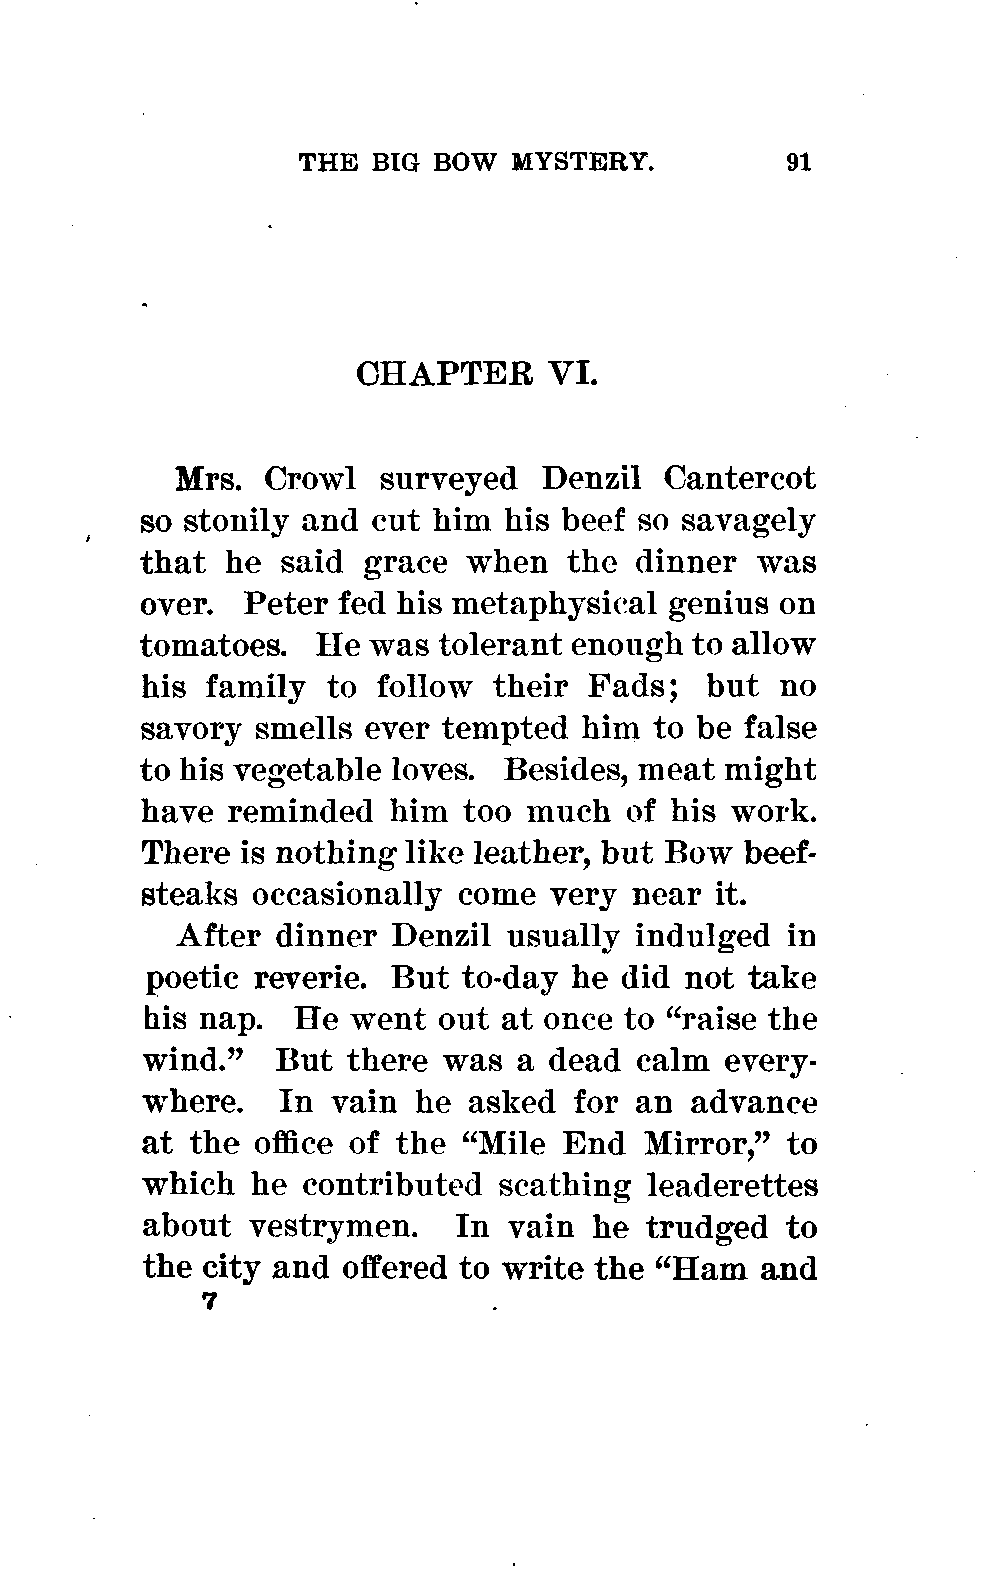 THE BIG BOW MYSTERY. 91
CHAPTER VI.
Mrs. Crowl surveyed Denzil Cantercot
so stonily and cut him his beef so savagely
that he said grace when the dinner was
over. Peter fed his metaphysical genius on
tomatoes. He was tolerant enough to allow
his family to follow their Fads; but no
savory smells ever tempted him to be false
to his vegetable loves. Besides, meat might
have reminded him too much of his work.
There is nothing like leather, but Bow beef-
steaks occasionally come very near it.
After dinner Denzil usually indulged in
poetic reverie. But to-day he did not take
his nap. He went out at once to “raise the
wind.” But there was a dead calm every-
where. In vain he asked for an advance
at the office of the “Mile End Mirror,” to
which he contributed scathing leaderettes
about vestrymen. In vain he trudged to
the city and offered to write the “Ham and
7